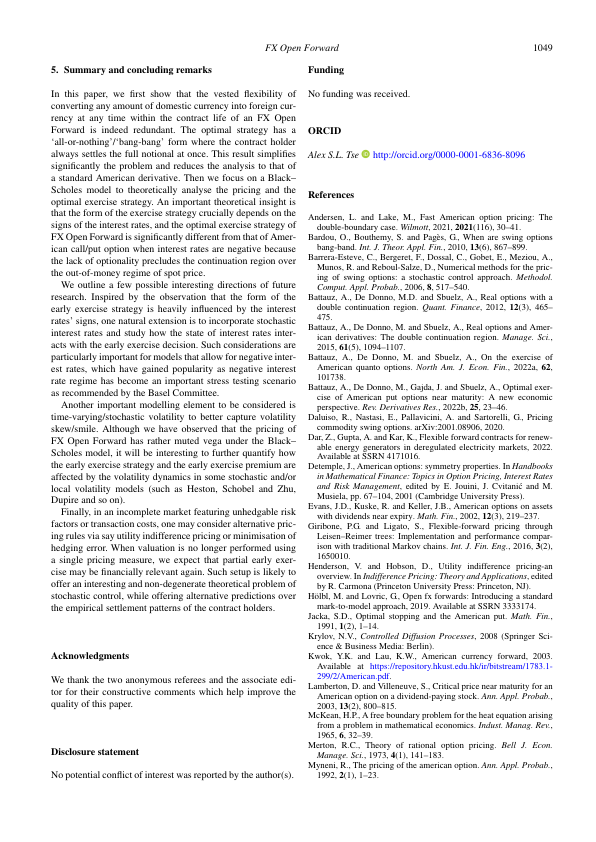 FX Open Forward
1049
5. Summary and concluding remarks
In this paper, we first show that the vested flexibility of
converting any amount of domestic currency into foreign cur-
rency at any time within the contract life of an FX Open
Forward is indeed redundant. The optimal strategy has a
‘all-or-nothing’/‘bang-bang’ form where the contract holder
always settles the full notional at once. This result simplifies
significantly the problem and reduces the analysis to that of
a standard American derivative. Then we focus on a Black–
Scholes model to theoretically analyse the pricing and the
optimal exercise strategy. An important theoretical insight is
that the form of the exercise strategy crucially depends on the
signs of the interest rates, and the optimal exercise strategy of
FX Open Forward is significantly different from that of Amer-
ican call/put option when interest rates are negative because
the lack of optionality precludes the continuation region over
the out-of-money regime of spot price.
We outline a few possible interesting directions of future
research. Inspired by the observation that the form of the
early exercise strategy is heavily influenced by the interest
rates’ signs, one natural extension is to incorporate stochastic
interest rates and study how the state of interest rates inter-
acts with the early exercise decision. Such considerations are
particularly important for models that allow for negative inter-
est rates, which have gained popularity as negative interest
rate regime has become an important stress testing scenario
as recommended by the Basel Committee.
Another important modelling element to be considered is
time-varying/stochastic volatility to better capture volatility
skew/smile. Although we have observed that the pricing of
FX Open Forward has rather muted vega under the Black–
Scholes model, it will be interesting to further quantify how
the early exercise strategy and the early exercise premium are
affected by the volatility dynamics in some stochastic and/or
local volatility models (such as Heston, Schobel and Zhu,
Dupire and so on).
Finally, in an incomplete market featuring unhedgable risk
factors or transaction costs, one may consider alternative pric-
ing rules via say utility indifference pricing or minimisation of
hedging error. When valuation is no longer performed using
a single pricing measure, we expect that partial early exer-
cise may be financially relevant again. Such setup is likely to
offer an interesting and non-degenerate theoretical problem of
stochastic control, while offering alternative predictions over
the empirical settlement patterns of the contract holders.
Acknowledgments
We thank the two anonymous referees and the associate edi-
tor for their constructive comments which help improve the
quality of this paper.
Disclosure statement
No potential conflict of interest was reported by the author(s).
Funding
No funding was received.
ORCID
Alex S.L. Tse iD http://orcid.org/0000-0001-6836-8096
References
Andersen, L. and Lake, M., Fast American option pricing: The
double-boundary case. Wilmott, 2021, 2021(116), 30–41.
Bardou, O., Bouthemy, S. and Pagès, G., When are swing options
bang-bang. Int. J. Theor. Appl. Fin., 2010, 13(6), 867–899.
Barrera-Esteve, C., Bergeret, F., Dossal, C., Gobet, E., Meziou, A.,
Munos, R. and Reboul-Salze, D., Numerical methods for the pric-
ing of swing options: a stochastic control approach. Methodol.
Comput. Appl. Probab., 2006, 8, 517–540.
Battauz, A., De Donno, M.D. and Sbuelz, A., Real options with a
double continuation region. Quant. Finance, 2012, 12(3), 465–
475.
Battauz, A., De Donno, M. and Sbuelz, A., Real options and Amer-
ican derivatives: The double continuation region. Manage. Sci.,
2015, 61(5), 1094–1107.
Battauz, A., De Donno, M. and Sbuelz, A., On the exercise of
American quanto options. North Am. J. Econ. Fin., 2022a, 62,
101738.
Battauz, A., De Donno, M., Gajda, J. and Sbuelz, A., Optimal exer-
cise of American put options near maturity: A new economic
perspective. Rev. Derivatives Res., 2022b, 25, 23–46.
Daluiso, R., Nastasi, E., Pallavicini, A. and Sartorelli, G., Pricing
commodity swing options. arXiv:2001.08906, 2020.
Dar, Z., Gupta, A. and Kar, K., Flexible forward contracts for renew-
able energy generators in deregulated electricity markets, 2022.
Available at SSRN 4171016.
Detemple, J., American options: symmetry properties. In Handbooks
in Mathematical Finance: Topics in Option Pricing, Interest Rates
and Risk Management, edited by E. Jouini, J. Cvitanić and M.
Musiela, pp. 67–104, 2001 (Cambridge University Press).
Evans, J.D., Kuske, R. and Keller, J.B., American options on assets
with dividends near expiry. Math. Fin., 2002, 12(3), 219–237.
Giribone, P.G. and Ligato, S., Flexible-forward pricing through
Leisen–Reimer trees: Implementation and performance compar-
ison with traditional Markov chains. Int. J. Fin. Eng., 2016, 3(2),
1650010.
Henderson, V. and Hobson, D., Utility indifference pricing-an
overview. In Indifference Pricing: Theory and Applications, edited
by R. Carmona (Princeton University Press: Princeton, NJ).
Hölbl, M. and Lovric, G., Open fx forwards: Introducing a standard
mark-to-model approach, 2019. Available at SSRN 3333174.
Jacka, S.D., Optimal stopping and the American put. Math. Fin.,
1991, 1(2), 1–14.
Krylov, N.V., Controlled Diffusion Processes, 2008 (Springer Sci-
ence & Business Media: Berlin).
Kwok, Y.K. and Lau, K.W., American currency forward, 2003.
Available at https://repository.hkust.edu.hk/ir/bitstream/1783.1-
299/2/American.pdf.
Lamberton, D. and Villeneuve, S., Critical price near maturity for an
American option on a dividend-paying stock. Ann. Appl. Probab.,
2003, 13(2), 800–815.
McKean, H.P., A free boundary problem for the heat equation arising
from a problem in mathematical economics. Indust. Manag. Rev.,
1965, 6, 32–39.
Merton, R.C., Theory of rational option pricing. Bell J. Econ.
Manage. Sci., 1973, 4(1), 141–183.
Myneni, R., The pricing of the american option. Ann. Appl. Probab.,
1992, 2(1), 1–23.